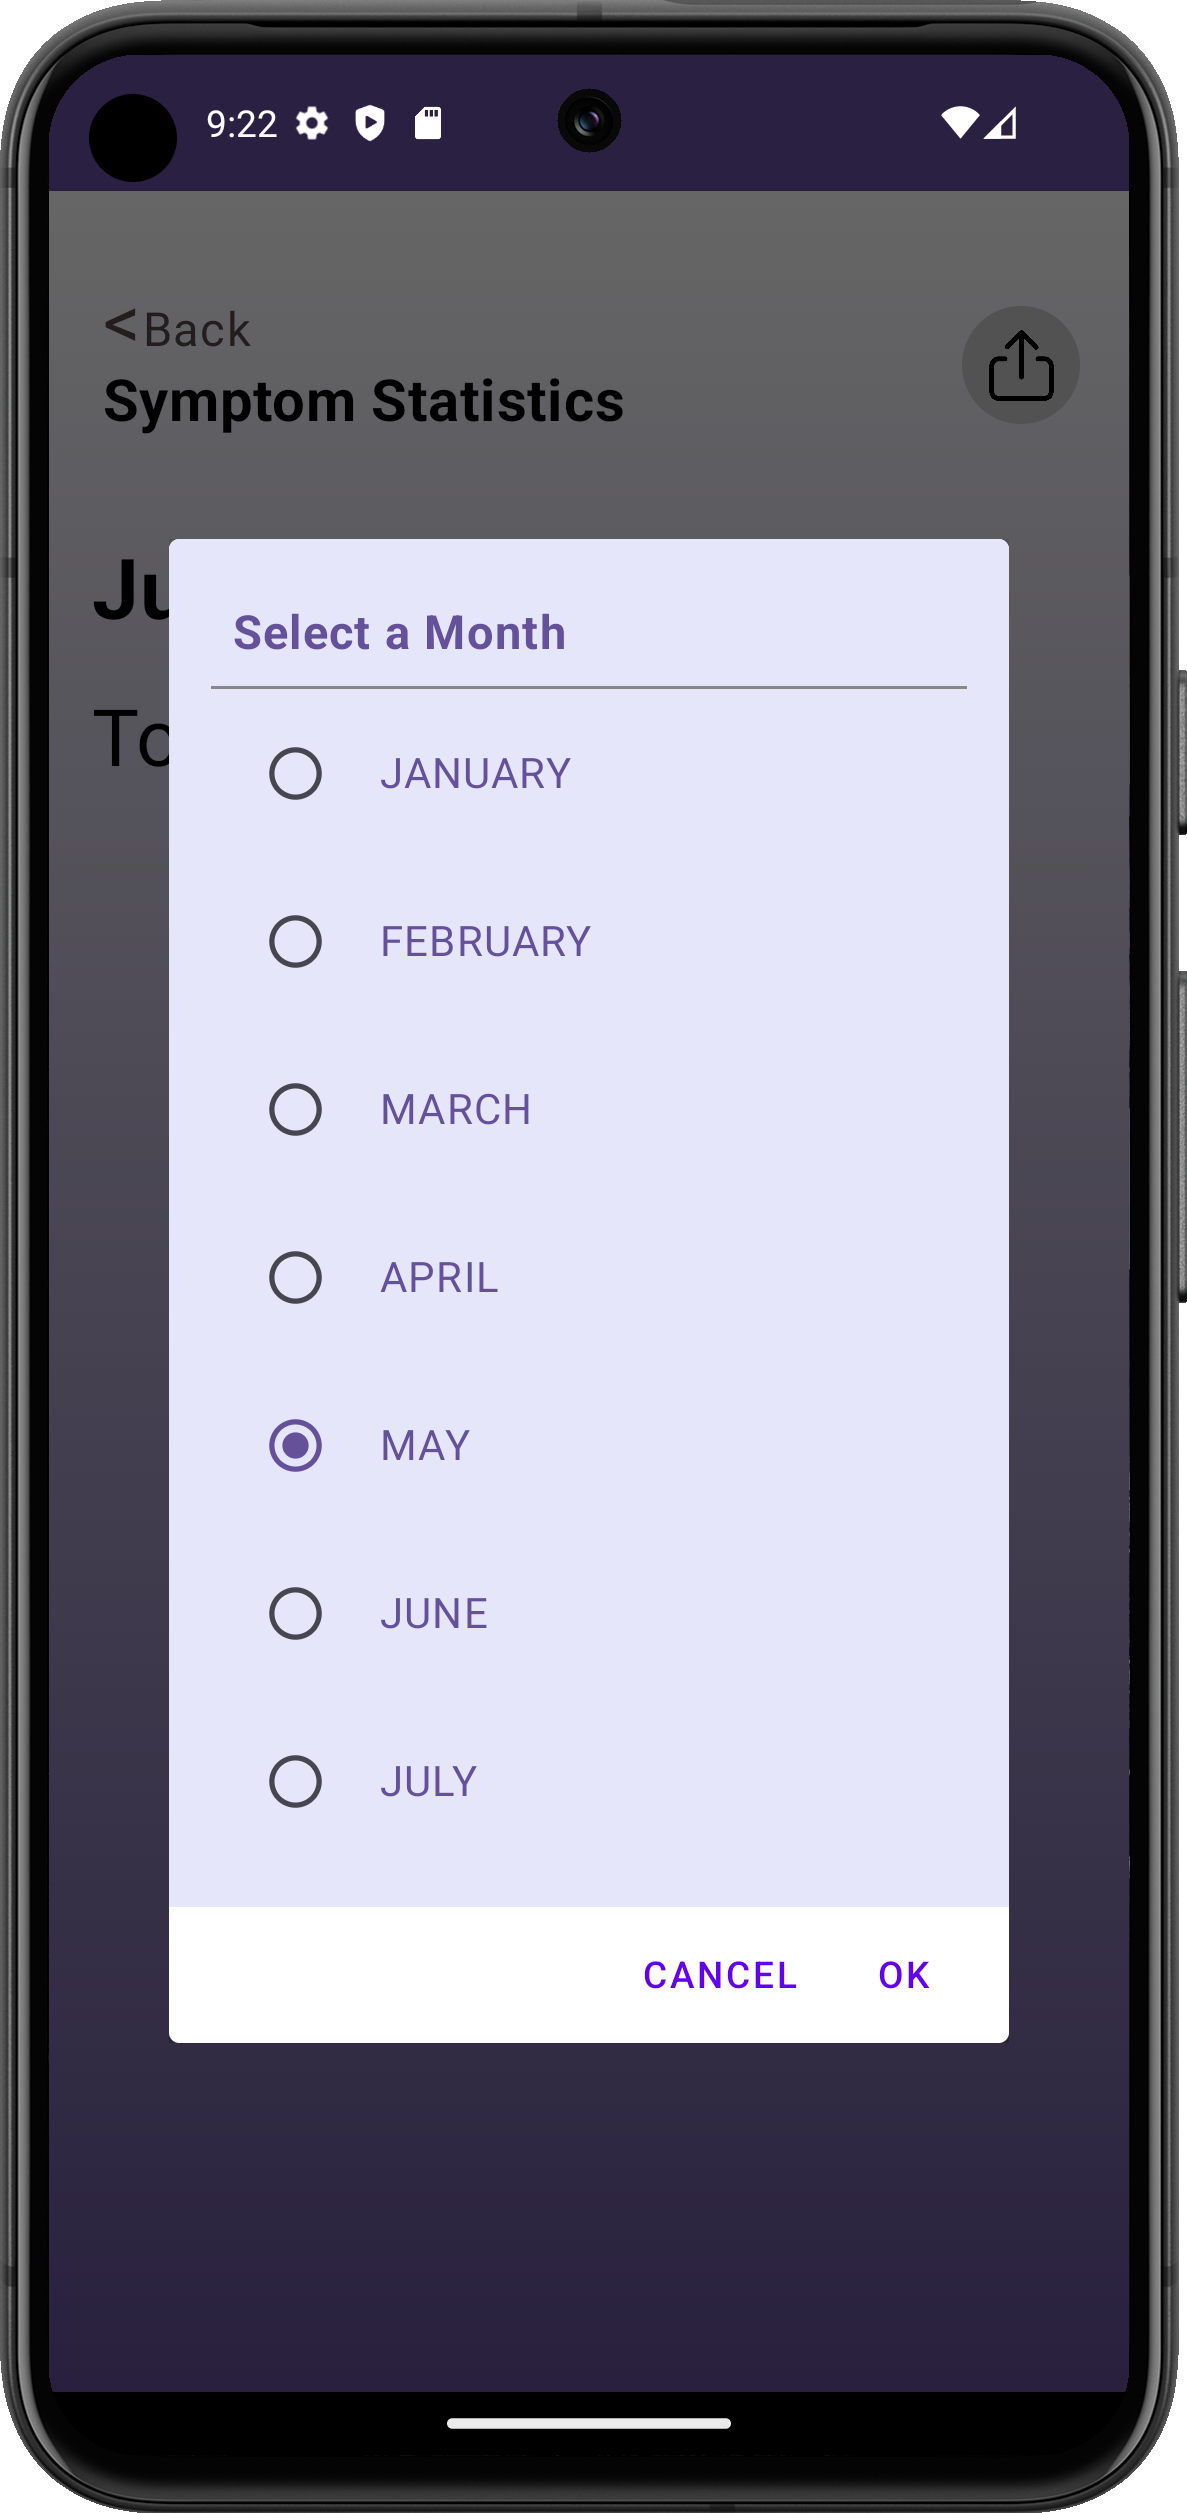 9:22
<Back
Symptom Statistics
Ju
To
Select a Month
JANUARY
FEBRUARY
MARCH
APRIL
MAY
JUNE
JULY
CANCEL OK